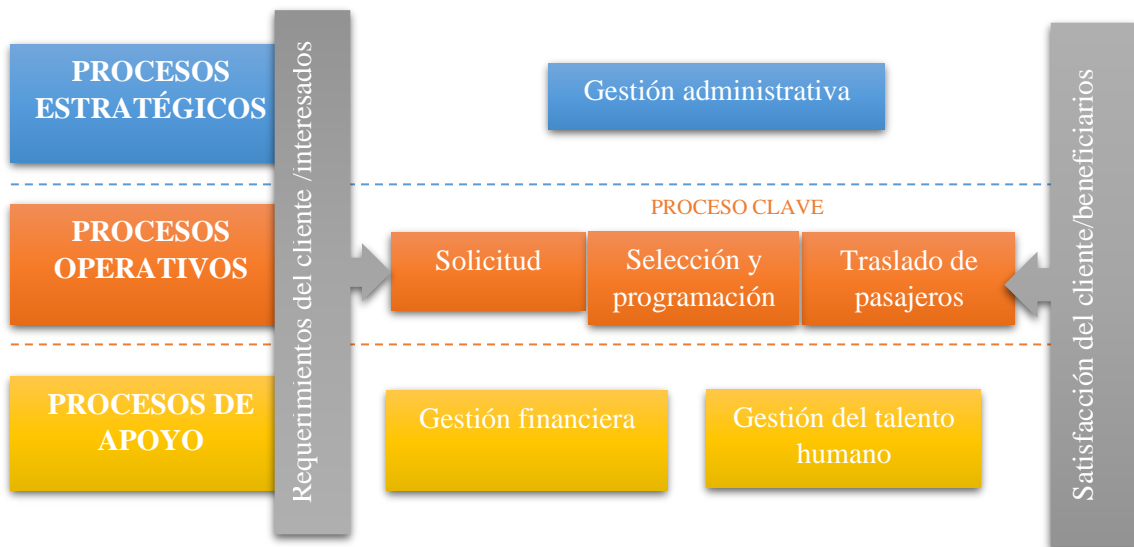 PROCESOS
ESTRATÉGICOS
Requerimientos del cliente /interesados
Gestión administrativa
Satisfacción del cliente/beneficiarios
PROCESO CLAVE
PROCESOS
OPERATIVOS
Solicitud
Selección y
programación
Traslado de
pasajeros
PROCESOS DE
APOYO
Gestión financiera
Gestión del talento
humano